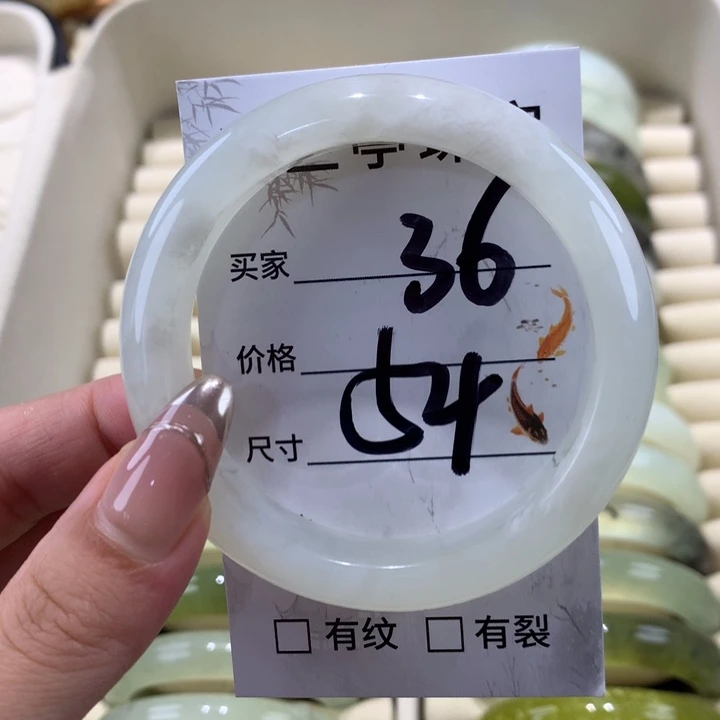 买家 36
价格
尺寸 54
□ 有纹 □ 有裂